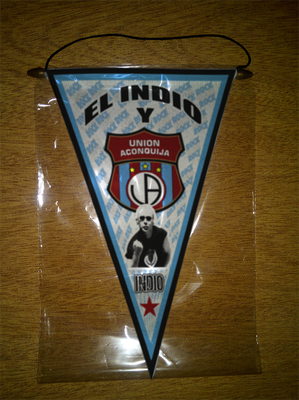 EL INDIO
Y
UNION
ACONQUIJA
UA
INDIO